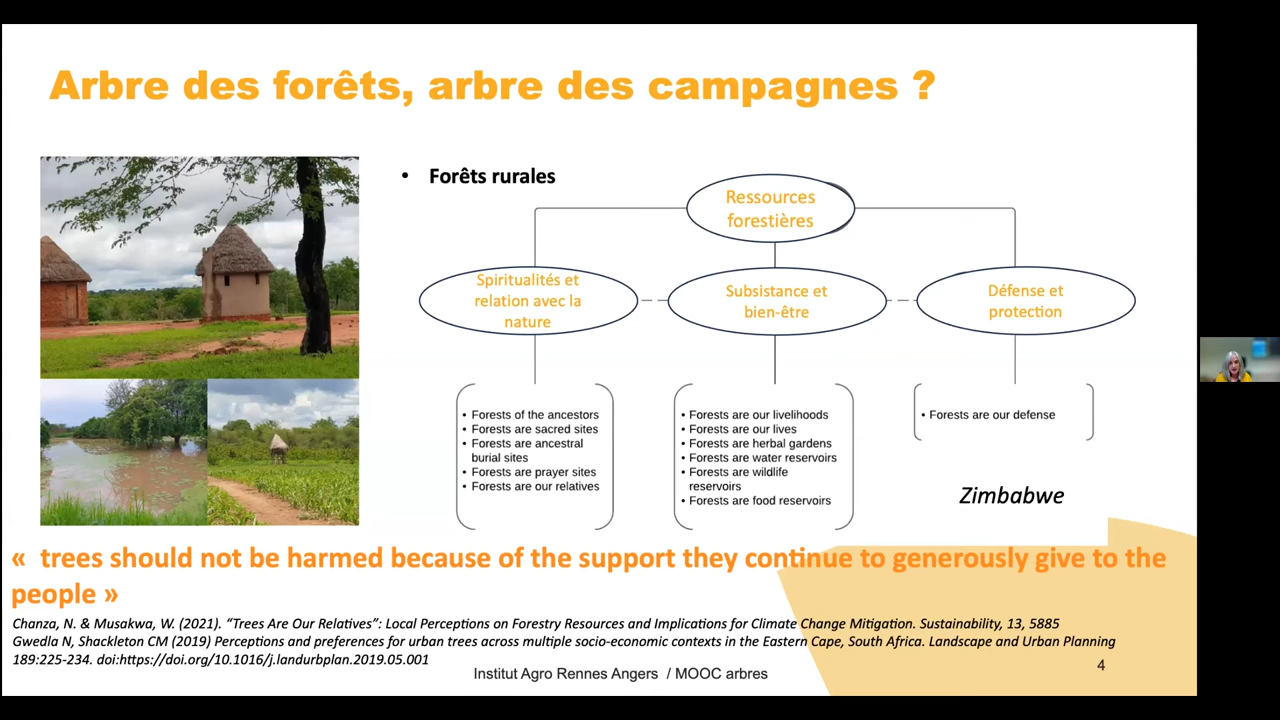 Arbre des forêts, arbre des campagnes ?
• Forêts rurales
Ressources
forestières
Spiritualités et
relation avec la
nature
Subsistance et
bien-être
Défense et
protection
• Forests of the ancestors
• Forests are sacred sites
• Forests are ancestral
burial sites
• Forests are prayer sites
• Forests are our relatives
• Forests are our livelihoods
• Forests are our lives
• Forests are herbal gardens
• Forests are water reservoirs
• Forests are wildlife
reservoirs
• Forests are food reservoirs
• Forests are our defense
Zimbabwe
« trees should not be harmed because of the support they continue to generously give to the
people »
Chanza, N. & Musakwa, W. (2021). “Trees Are Our Relatives”: Local Perceptions on Forestry Resources and Implications for Climate Change Mitigation. Sustainability, 13, 5885
Gwedla N, Shackleton CM (2019) Perceptions and preferences for urban trees across multiple socio-economic contexts in the Eastern Cape, South Africa. Landscape and Urban Planning
189:225-234. doi:https://doi.org/10.1016/j.landurbplan.2019.05.001
Institut Agro Rennes Angers / MOOC arbres
4